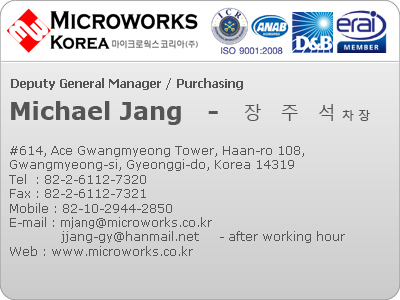 MICROWORKS
KOREA 마이크로웍스코리아(주)
ICR
ISO 9001:2008
ANAB
D&B
erai
MEMBER
Deputy General Manager / Purchasing
Michael Jang - 장 주 석 차 장
#614, Ace Gwangmyeong Tower, Haan-ro 108,
Gwangmyeong-si, Gyeonggi-do, Korea 14319
Tel : 82-2-6112-7320
Fax : 82-2-6112-7321
Mobile : 82-10-2944-2850
E-mail : mjang@microworks.co.kr
jjang-gy@hanmail.net - after working hour
Web : www.microworks.co.kr